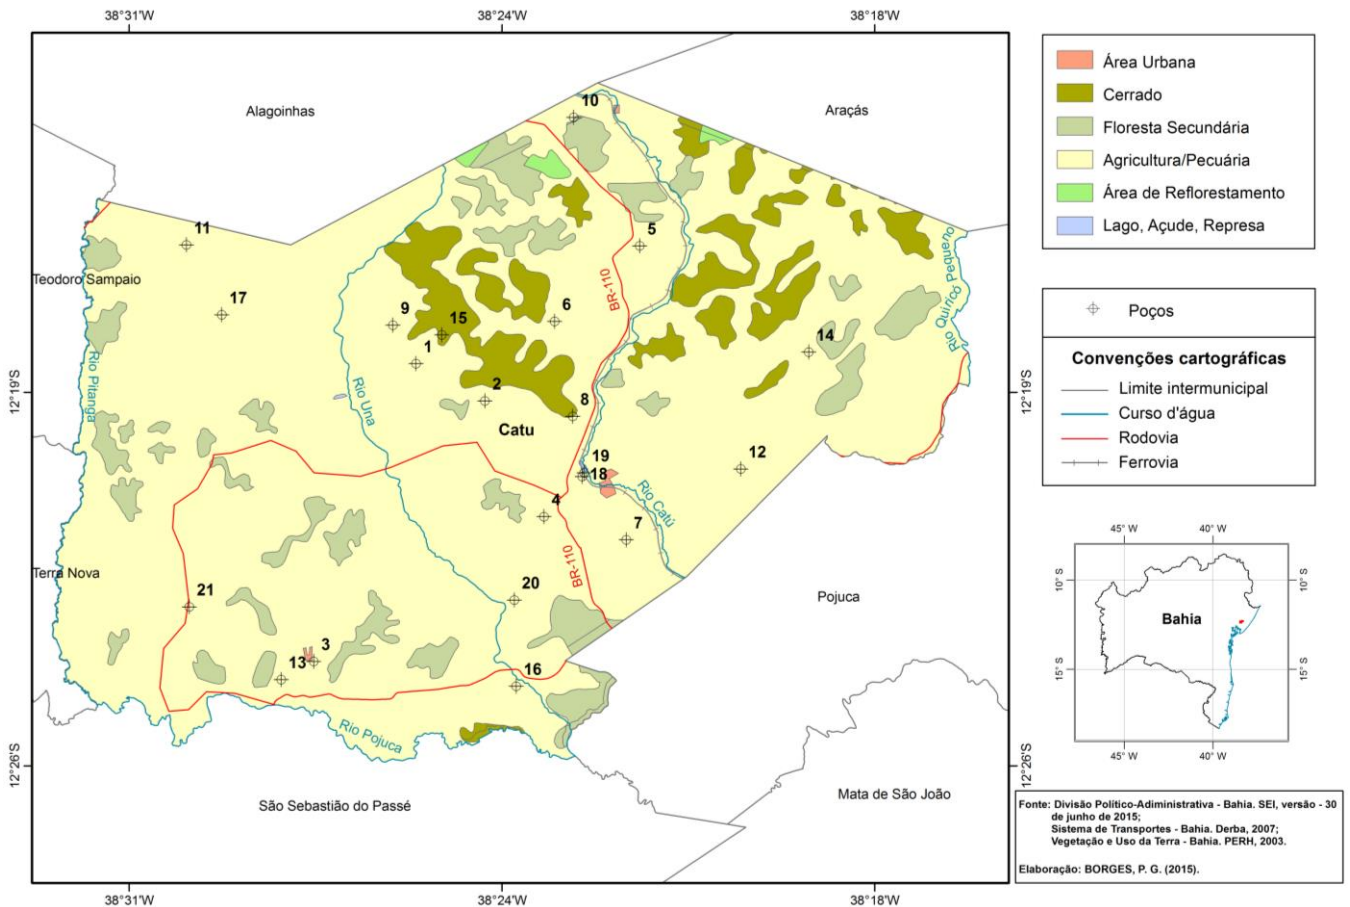 38°31'W
38°24'W
38°18'W
Alagoinhas
Araçás
10
11
5
Teodoro Sampaio
17
9
15
6
BR-110
Rio Quiricó Pequeno
1
14
Rio Pitanga
Rio Una
2
8
12°19'S
12°19'S
Catu
19
18
12
Rio Catú
4
7
BR-110
Terra Nova
20
Pojuca
21
3
13
16
Rio Pojuca
12°26'S
12°26'S
São Sebastião do Passé
Mata de São João
38°31'W
38°24'W
38°18'W
Área Urbana
Cerrado
Floresta Secundária
Agricultura/Pecuária
Área de Reflorestamento
Lago, Açude, Represa
Poços
Convenções cartográficas
Limite intermunicipal
Curso d'água
Rodovia
Ferrovia
45° W
40° W
10° S
10° S
Bahia
15° S
15° S
45° W
40° W
Fonte: Divisão Político-Adiministrativa - Bahia. SEI, versão - 30
de junho de 2015;
Sistema de Transportes - Bahia. Derba, 2007;
Vegetação e Uso da Terra - Bahia. PERH, 2003.
Elaboração: BORGES, P. G. (2015).